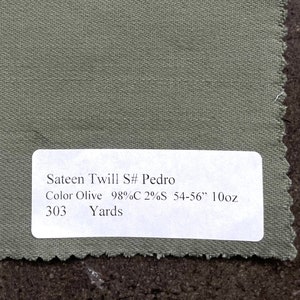 Sateen Twill S# Pedro
Color Olive 98%C 2%S 54-56” 10oz
303 Yards